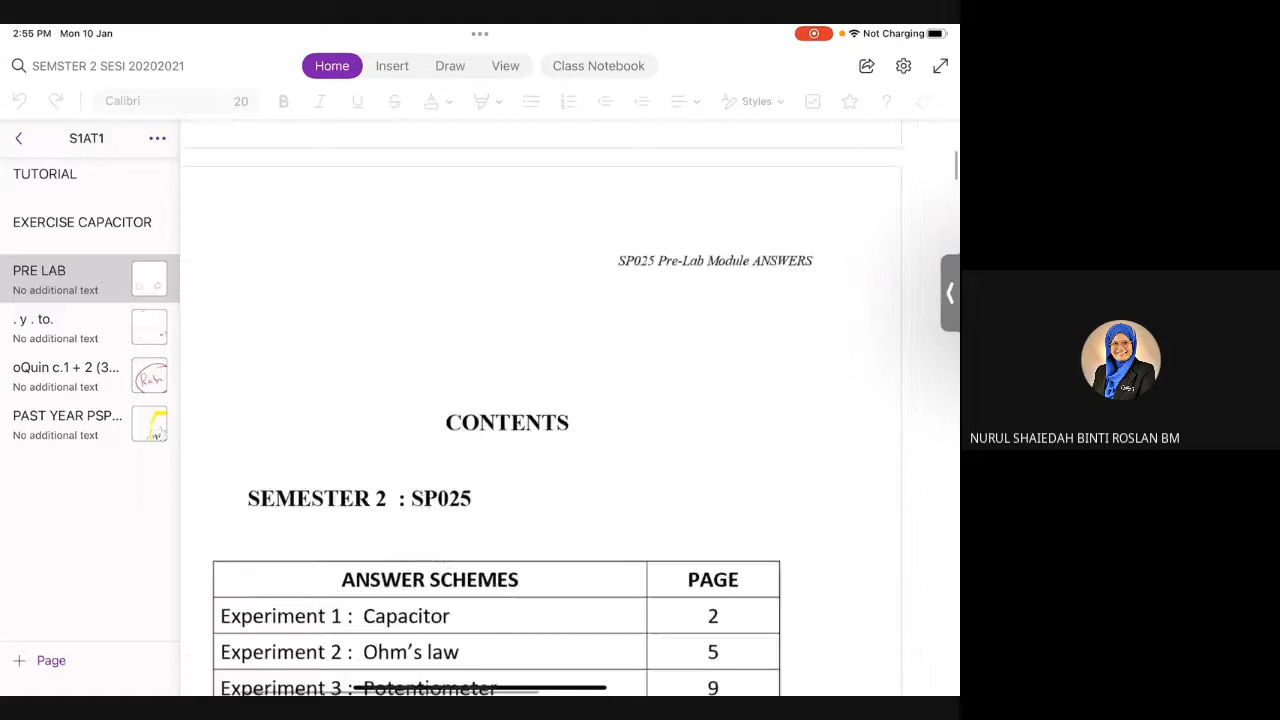 2:55 PM Mon 10 Jan
Not Charging
SEMSTER 2 SESI 20202021
Home Insert Draw View Class Notebook
Calibri 20 B I U S A Styles ?
S1AT1
TUTORIAL
EXERCISE CAPACITOR
PRE LAB
No additional text
. y . to.
No additional text
oQuin c.1 + 2 (3...
No additional text
PAST YEAR PSP...
No additional text
+ Page
SP025 Pre-Lab Module ANSWERS
CONTENTS
SEMESTER 2 : SP025
ANSWER SCHEMES PAGE
Experiment 1 : Capacitor 2
Experiment 2 : Ohm's law 5
Experiment 3 : Potentiometer 9
NURUL SHAIEDAH BINTI ROSLAN BM